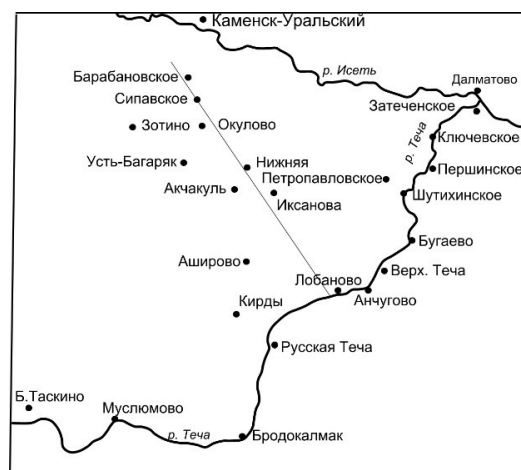 Каменск-Уральский
р. Исеть
Барабановское
Далматово
Сипавское
Затеченское
Зотино
Окулово
р. Теча
Ключевское
Усть-Багаряк
Нижняя
Першинское
Петропавловское
Акчакуль
Иксанова
Шутихинское
Бугаево
Аширово
Верх. Теча
Лобаново
Анчугово
Кирды
Русская Теча
Б.Таскино
Муслюмово
р. Теча
Бродокалмак